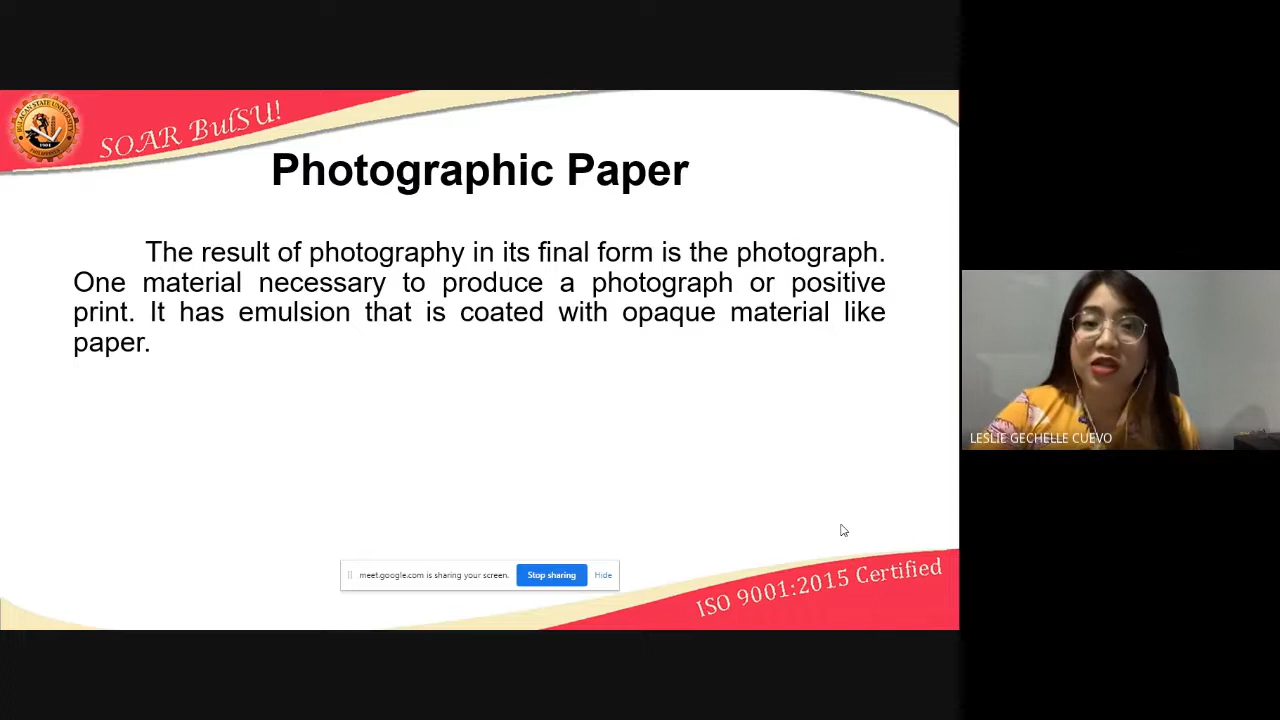 SOAR BulSU!
Photographic Paper
The result of photography in its final form is the photograph.
One material necessary to produce a photograph or positive
print. It has emulsion that is coated with opaque material like
paper.
LESLIE GECHELLE CUEVO
meet.google.com is sharing your screen. Stop sharing Hide
ISO 9001:2015 Certified